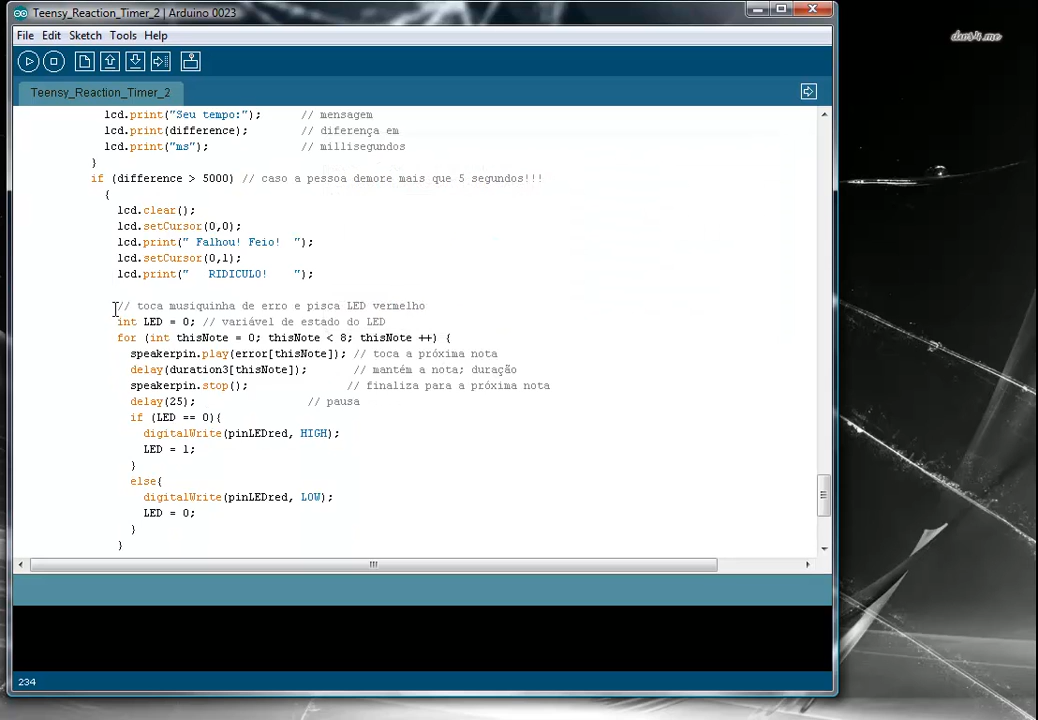 Teensy_Reaction_Timer_2 | Arduino 0023
File Edit Sketch Tools Help
Teensy_Reaction_Timer_2
lcd.print("Seu tempo:"); // mensagem
lcd.print(difference); // diferença em
lcd.print("ms"); // millisegundos
}
if (difference > 5000) // caso a pessoa demore mais que 5 segundos!!!
{
lcd.clear();
lcd.setCursor(0,0);
lcd.print(" Falhou! Feio! ");
lcd.setCursor(0,1);
lcd.print(" RIDICULO! ");
// toca musiquinha de erro e pisca LED vermelho
int LED = 0; // variável de estado do LED
for (int thisNote = 0; thisNote < 8; thisNote ++) {
speakerpin.play(error[thisNote]); // toca a próxima nota
delay(duration3[thisNote]); // mantém a nota; duração
speakerpin.stop(); // finaliza para a próxima nota
delay(25); // pausa
if (LED == 0){
digitalWrite(pinLEDred, HIGH);
LED = 1;
}
else{
digitalWrite(pinLEDred, LOW);
LED = 0;
}
}
234